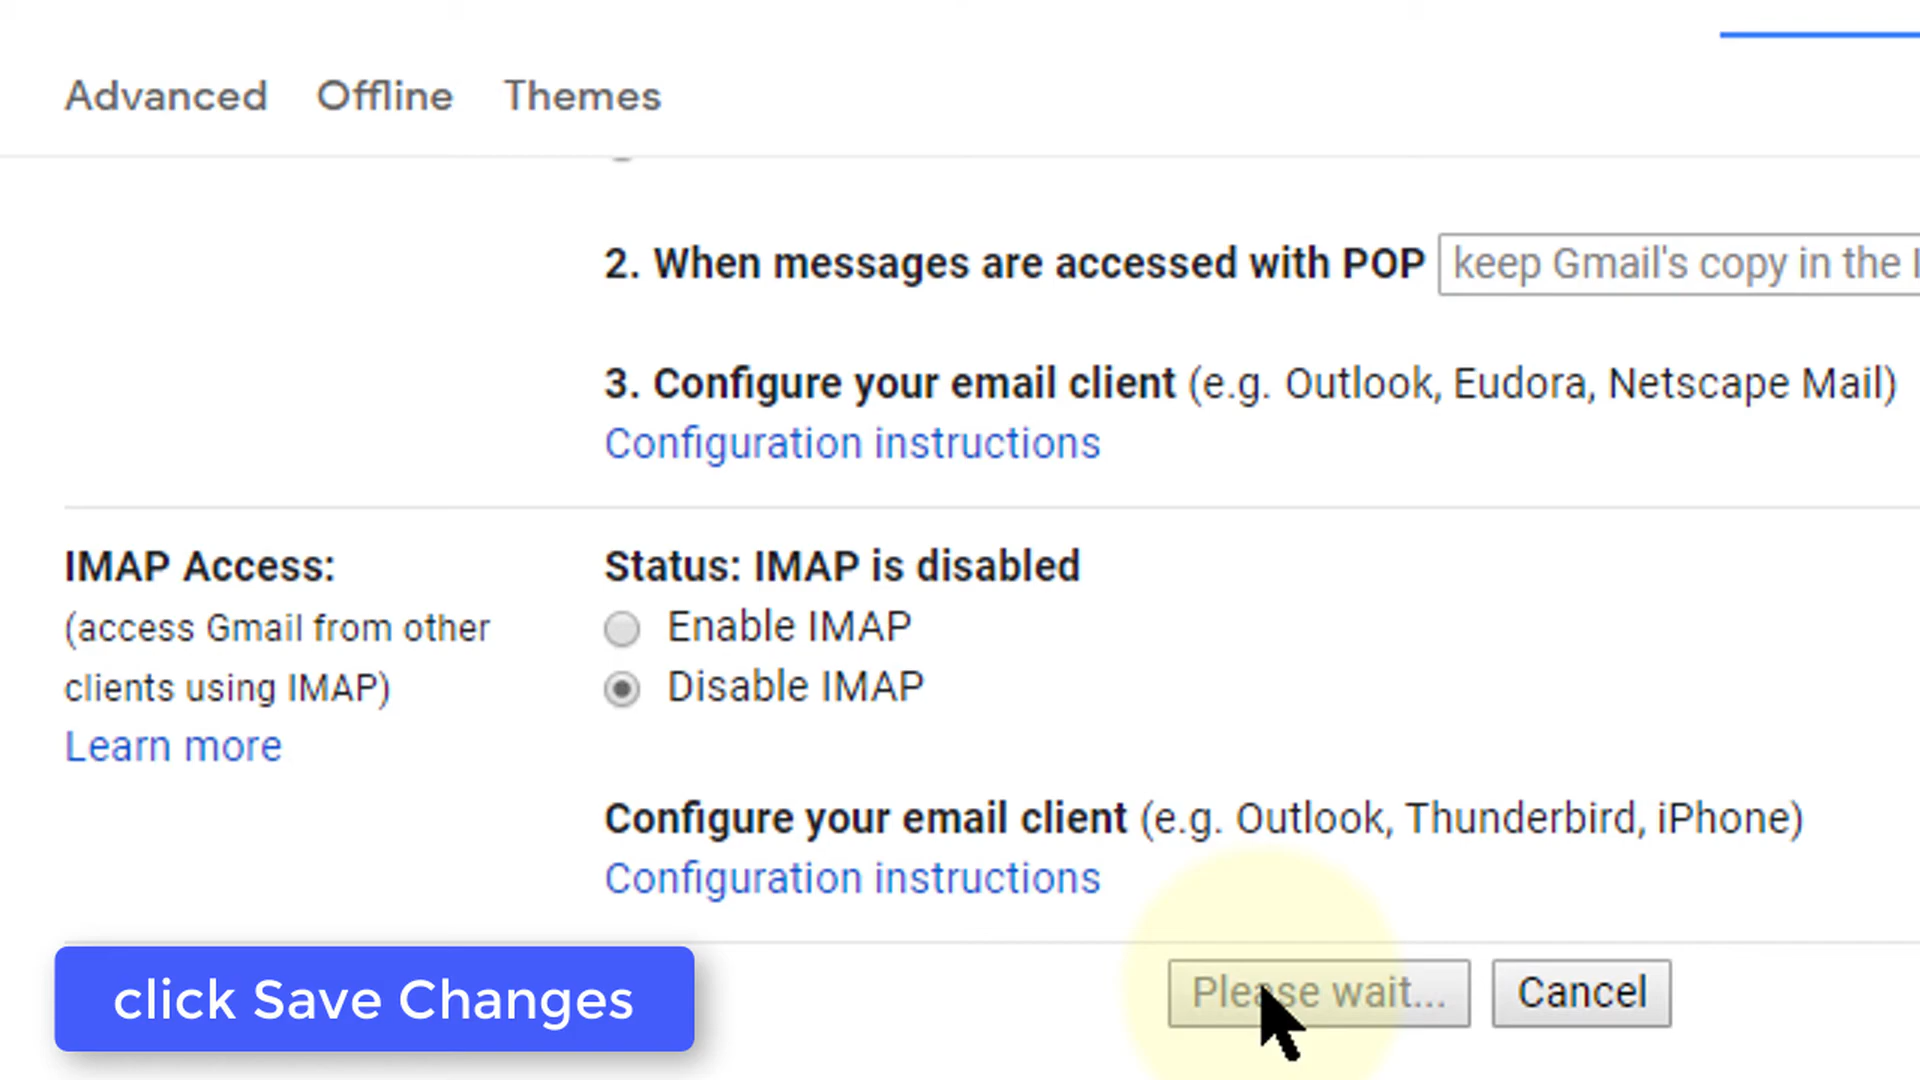 Advanced Offline Themes
2. When messages are accessed with POP keep Gmail's copy in the
3. Configure your email client (e.g. Outlook, Eudora, Netscape Mail)
Configuration instructions
IMAP Access:
(access Gmail from other
clients using IMAP)
Learn more
Status: IMAP is disabled
Enable IMAP
Disable IMAP
Configure your email client (e.g. Outlook, Thunderbird, iPhone)
Configuration instructions
click Save Changes
Please wait...
Cancel